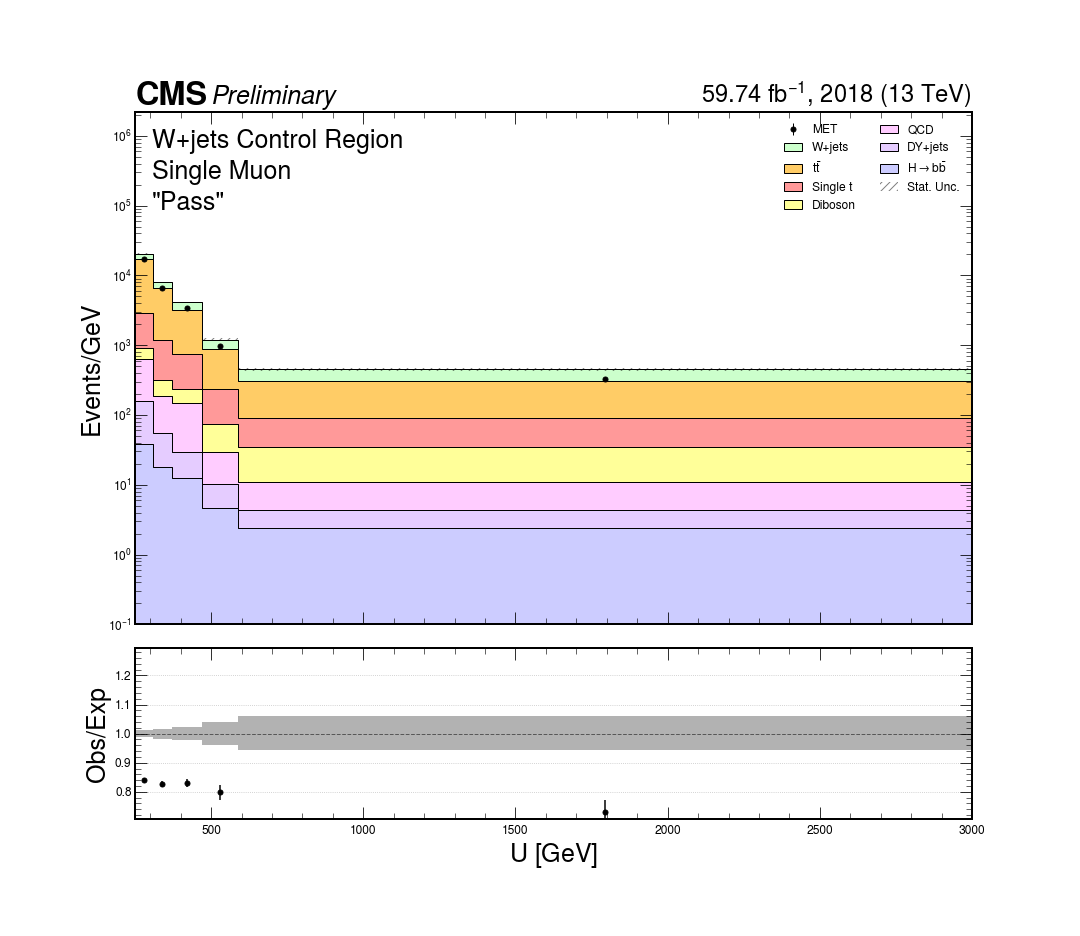 CMS Preliminary 59.74 fb⁻¹, 2018 (13 TeV)
W+jets Control Region
Single Muon
"Pass"
MET
W+jets
tt̄
Single t
Diboson
QCD
DY+jets
H→bb̄
Stat. Unc.
Events/GeV
10⁶
10⁵
10⁴
10³
10²
10¹
10⁰
10⁻¹
Obs/Exp
1.2
1.1
1.0
0.9
0.8
500 1000 1500 2000 2500 3000
U [GeV]